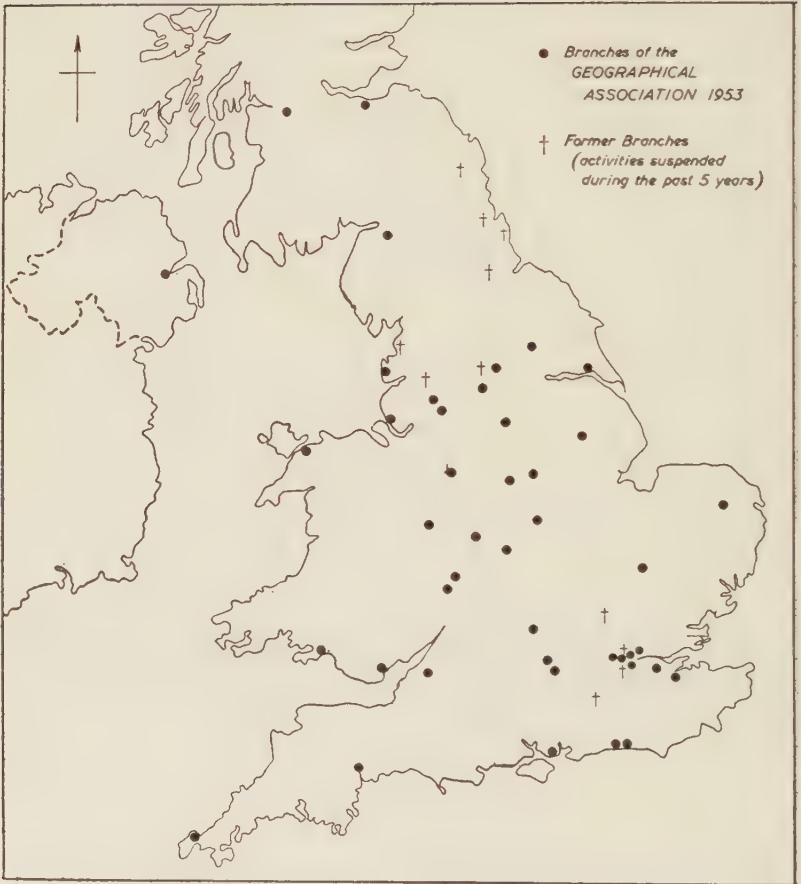 Branches of the
GEOGRAPHICAL
ASSOCIATION 1953
† Former Branches
(activities suspended
during the past 5 years)